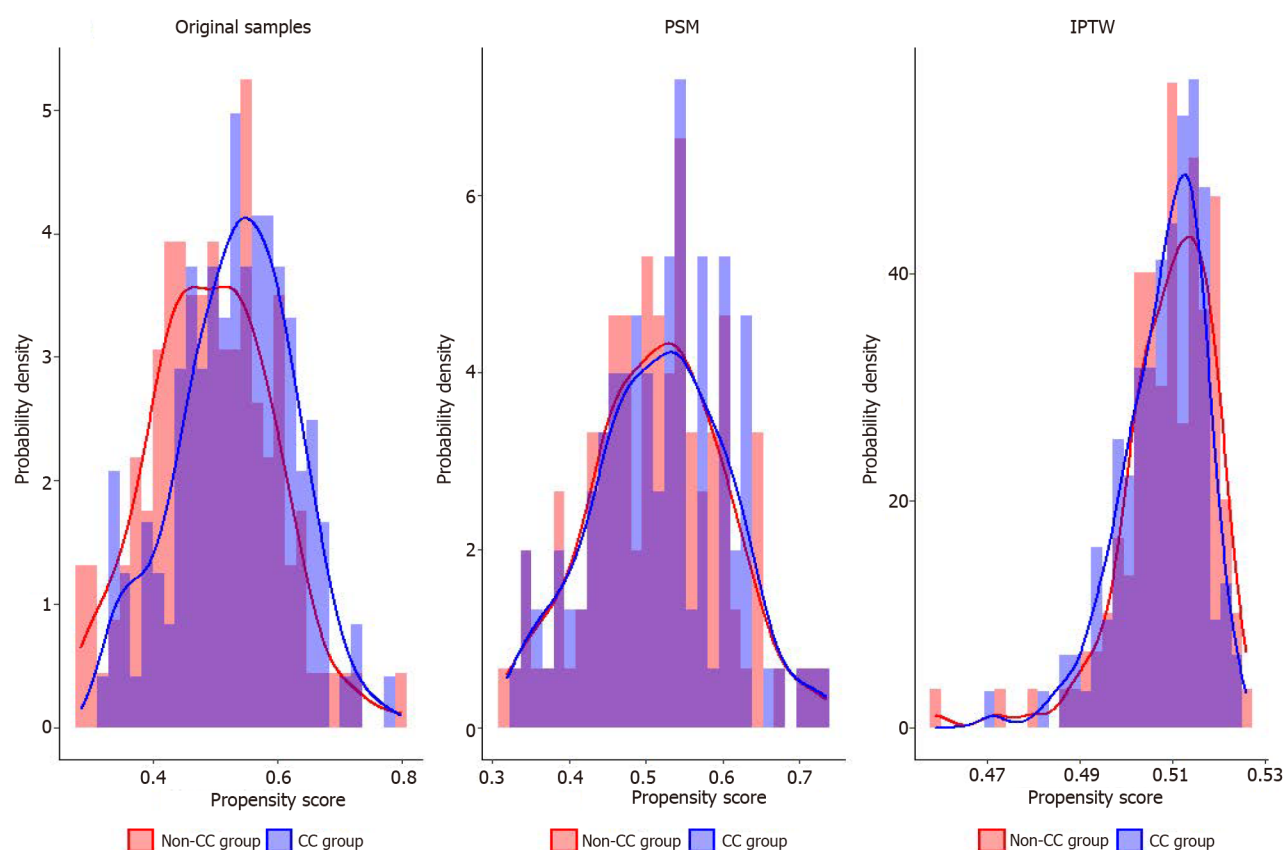 Original samples
PSM
IPTW
Probability density
5
4
3
2
1
0
0.4
0.6
0.8
Propensity score
Non-CC group
CC group
Probability density
6
4
2
0
0.3
0.4
0.5
0.6
0.7
Propensity score
Non-CC group
CC group
Probability density
40
20
0
0.47
0.49
0.51
0.53
Propensity score
Non-CC group
CC group